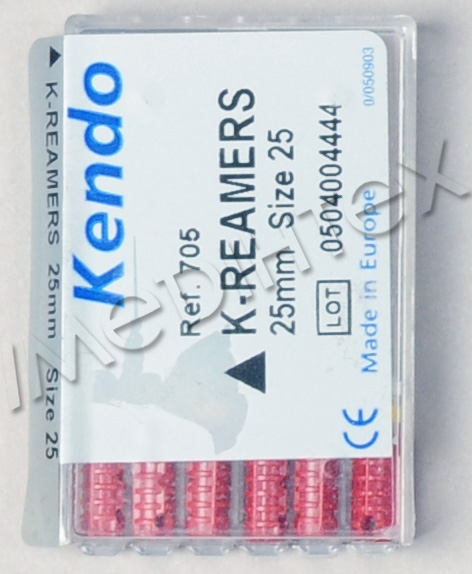 K-REAMERS 25mm Size 25
Kendo
Ref. 705
K-REAMERS
25mm Size 25
LOT 0504004444
CE Made in Europe
0/050903
iMedimex